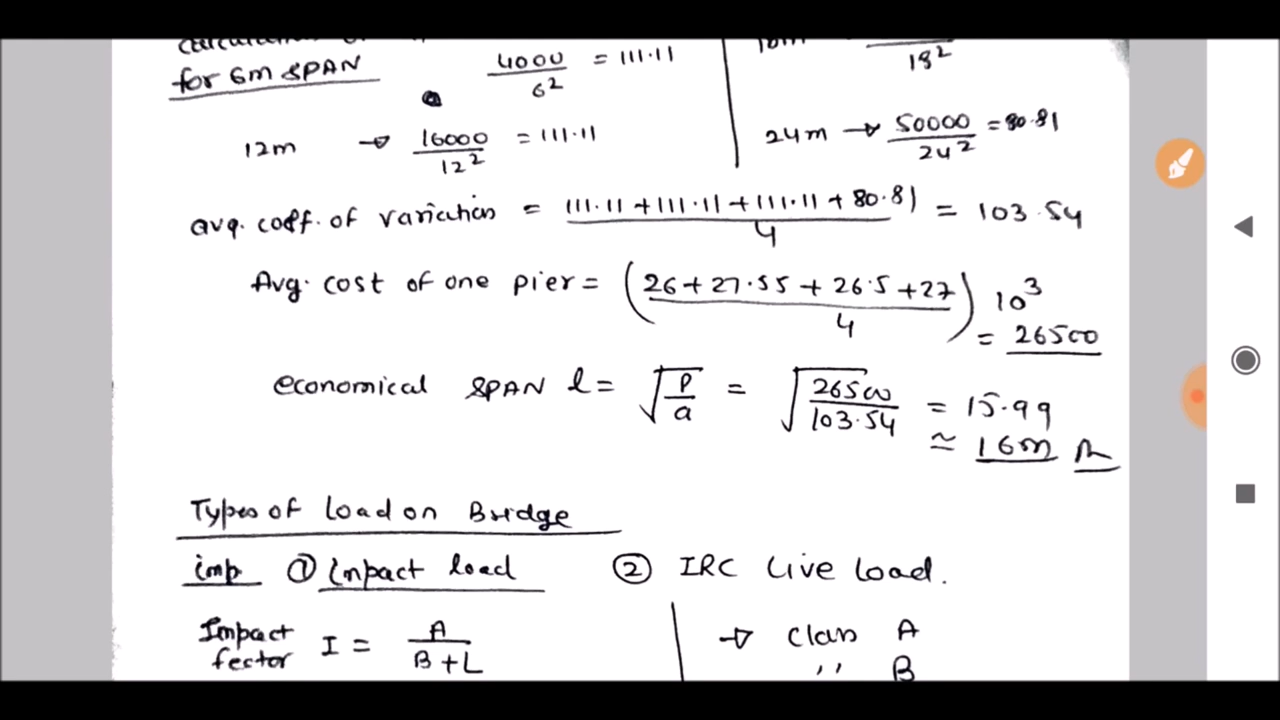 for 6m SPAN
4000 / 6² = 111.11
18²
12m → 16000 / 12² = 111.11
24m → 50000 / 24² = 80.81
avg. coff. of variation = 111.11 + 111.11 + 111.11 + 80.81 / 4 = 103.54
Avg. cost of one pier = (26 + 27.55 + 26.5 + 27 / 4) 10³
= 26500
economical SPAN l = √P/a = √26500/103.54 = 15.99
≈ 16m
Types of Load on Bridge
imp ① Impact load ② IRC Live Load.
Impact fector I = A / B + L
→ Class A
,, B